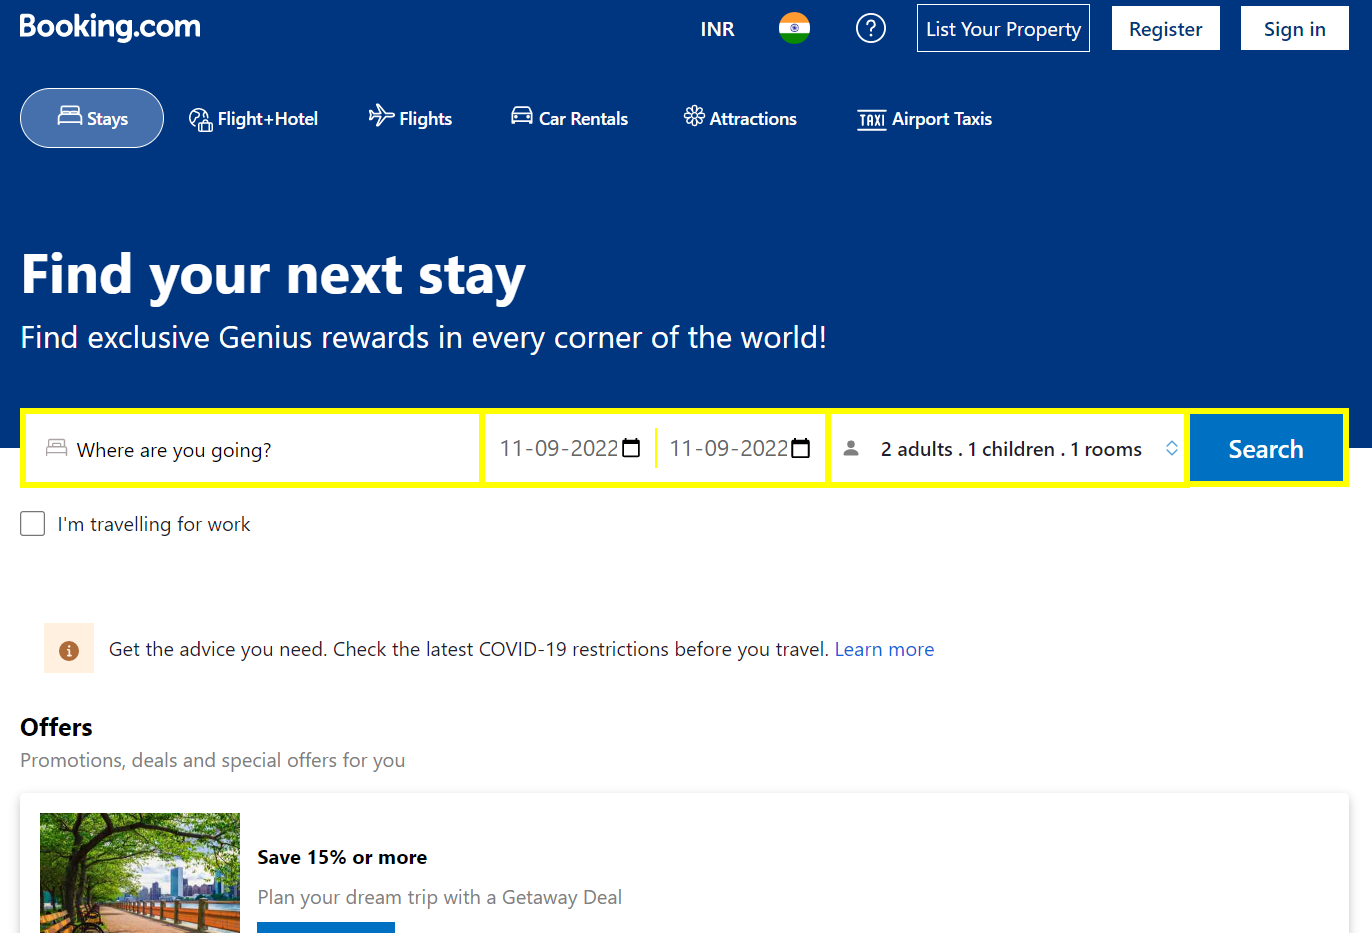 Booking.com
INR
?
List Your Property
Register
Sign in
Stays
Flight+Hotel
Flights
Car Rentals
Attractions
TAXI Airport Taxis
Find your next stay
Find exclusive Genius rewards in every corner of the world!
Where are you going?
11-09-2022
11-09-2022
2 adults . 1 children . 1 rooms
Search
I'm travelling for work
i
Get the advice you need. Check the latest COVID-19 restrictions before you travel. Learn more
Offers
Promotions, deals and special offers for you
Save 15% or more
Plan your dream trip with a Getaway Deal